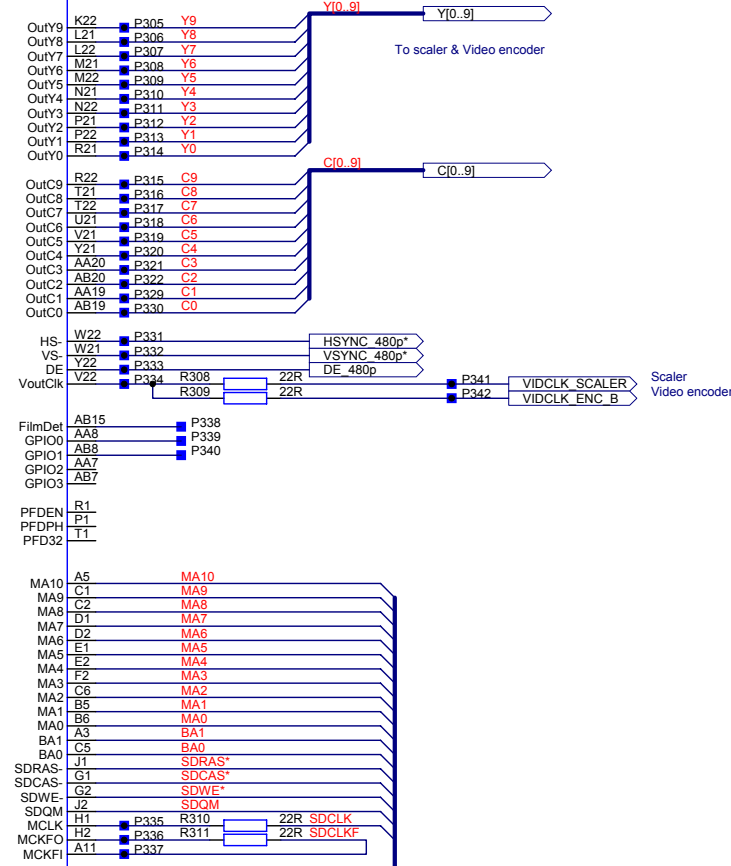 Y[0..9]
OutY9 K22 P305 Y9 Y[0..9]
OutY8 L21 P306 Y8
OutY7 L22 P307 Y7 To scaler & Video encoder
OutY6 M21 P308 Y6
OutY5 M22 P309 Y5
OutY4 N21 P310 Y4
OutY3 N22 P311 Y3
OutY2 P21 P312 Y2
OutY1 P22 P313 Y1
OutY0 R21 P314 Y0
C[0..9]
C[0..9]
OutC9 R22 P315 C9
OutC8 T21 P316 C8
OutC7 T22 P317 C7
OutC6 U21 P318 C6
OutC5 V21 P319 C5
OutC4 Y21 P320 C4
OutC3 AA20 P321 C3
OutC2 AB20 P322 C2
OutC1 AA19 P329 C1
OutC0 AB19 P330 C0
HS- W22 P331 HSYNC_480p*
VS- W21 P332 VSYNC_480p*
DE Y22 P333 DE_480p
VoutClk V22 P334 R308 22R P341 VIDCLK_SCALER Scaler
R309 22R P342 VIDCLK_ENC_B Video encoder
FilmDet AB15 P338
GPIO0 AA8 P339
GPIO1 AB8 P340
GPIO2 AA7
GPIO3 AB7
PFDEN R1
PFDPH P1
PFD32 T1
MA10 A5 MA10
MA9 C1 MA9
MA8 C2 MA8
MA7 D1 MA7
MA6 D2 MA6
MA5 E1 MA5
MA4 E2 MA4
MA3 F2 MA3
MA2 C6 MA2
MA1 B5 MA1
MA0 B6 MA0
BA1 A3 BA1
BA0 C5 BA0
SDRAS- J1 SDRAS*
SDCAS- G1 SDCAS*
SDWE- G2 SDWE*
SDQM J2 SDQM
MCLK H1 P335 R310 22R SDCLK
MCKFO H2 P336 R311 22R SDCLKF
MCKFI A11 P337